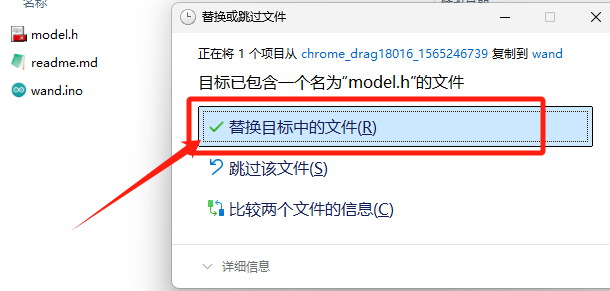 名称
model.h
readme.md
wand.ino
替换或跳过文件
正在将 1 个项目从 chrome_drag18016_1565246739 复制到 wand
目标已包含一个名为“model.h”的文件
替换目标中的文件(R)
跳过该文件(S)
比较两个文件的信息(C)
详细信息